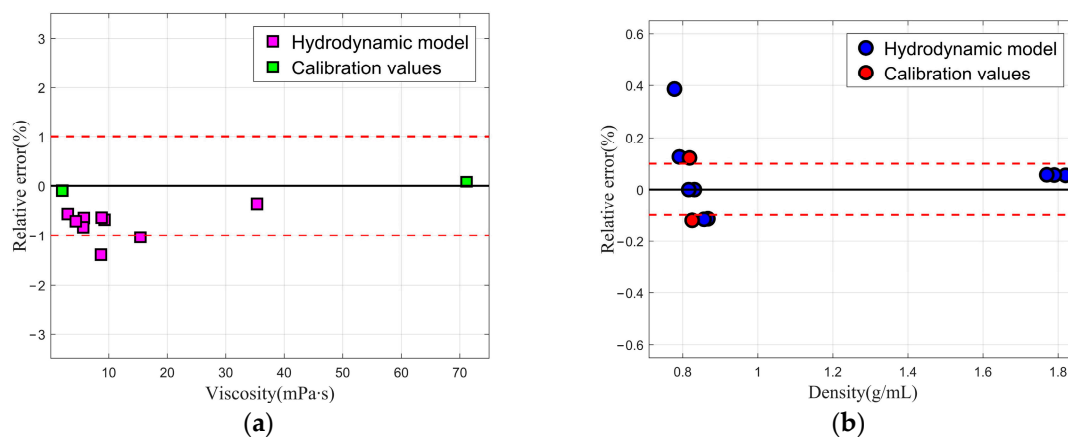 Hydrodynamic model
Calibration values
3
2
1
0
−1
−2
−3
Relative error(%)
10
20
30
40
50
60
70
Viscosity(mPa·s)
(a)
Hydrodynamic model
Calibration values
0.6
0.4
0.2
0
−0.2
−0.4
−0.6
Relative error(%)
0.8
1
1.2
1.4
1.6
1.8
Density(g/mL)
(b)